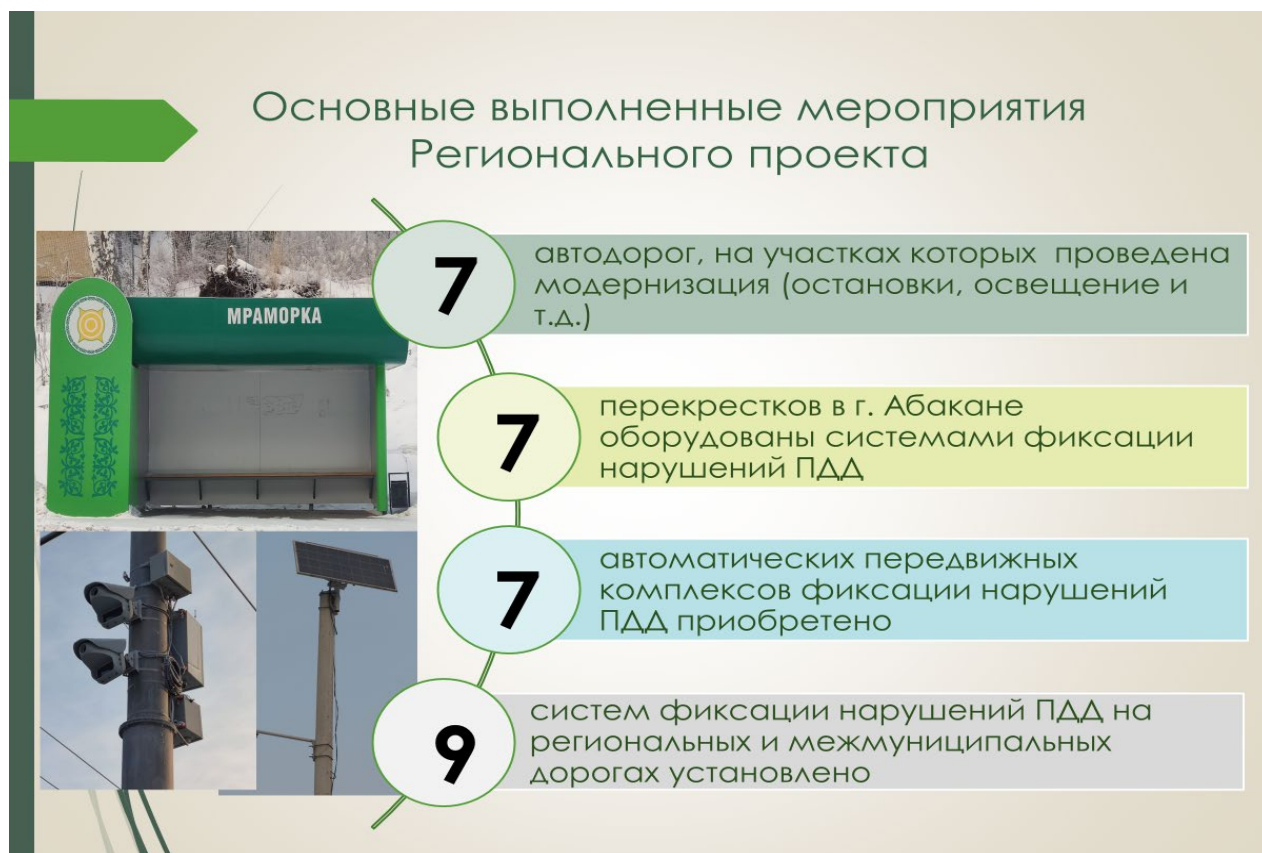 Основные выполненные мероприятия
Регионального проекта
МРАМОРКА
7
автодорог, на участках которых проведена
модернизация (остановки, освещение и
т.д.)
7
перекрестков в г. Абакане
оборудованы системами фиксации
нарушений ПДД
7
автоматических передвижных
комплексов фиксации нарушений
ПДД приобретено
9
систем фиксации нарушений ПДД на
региональных и межмуниципальных
дорогах установлено